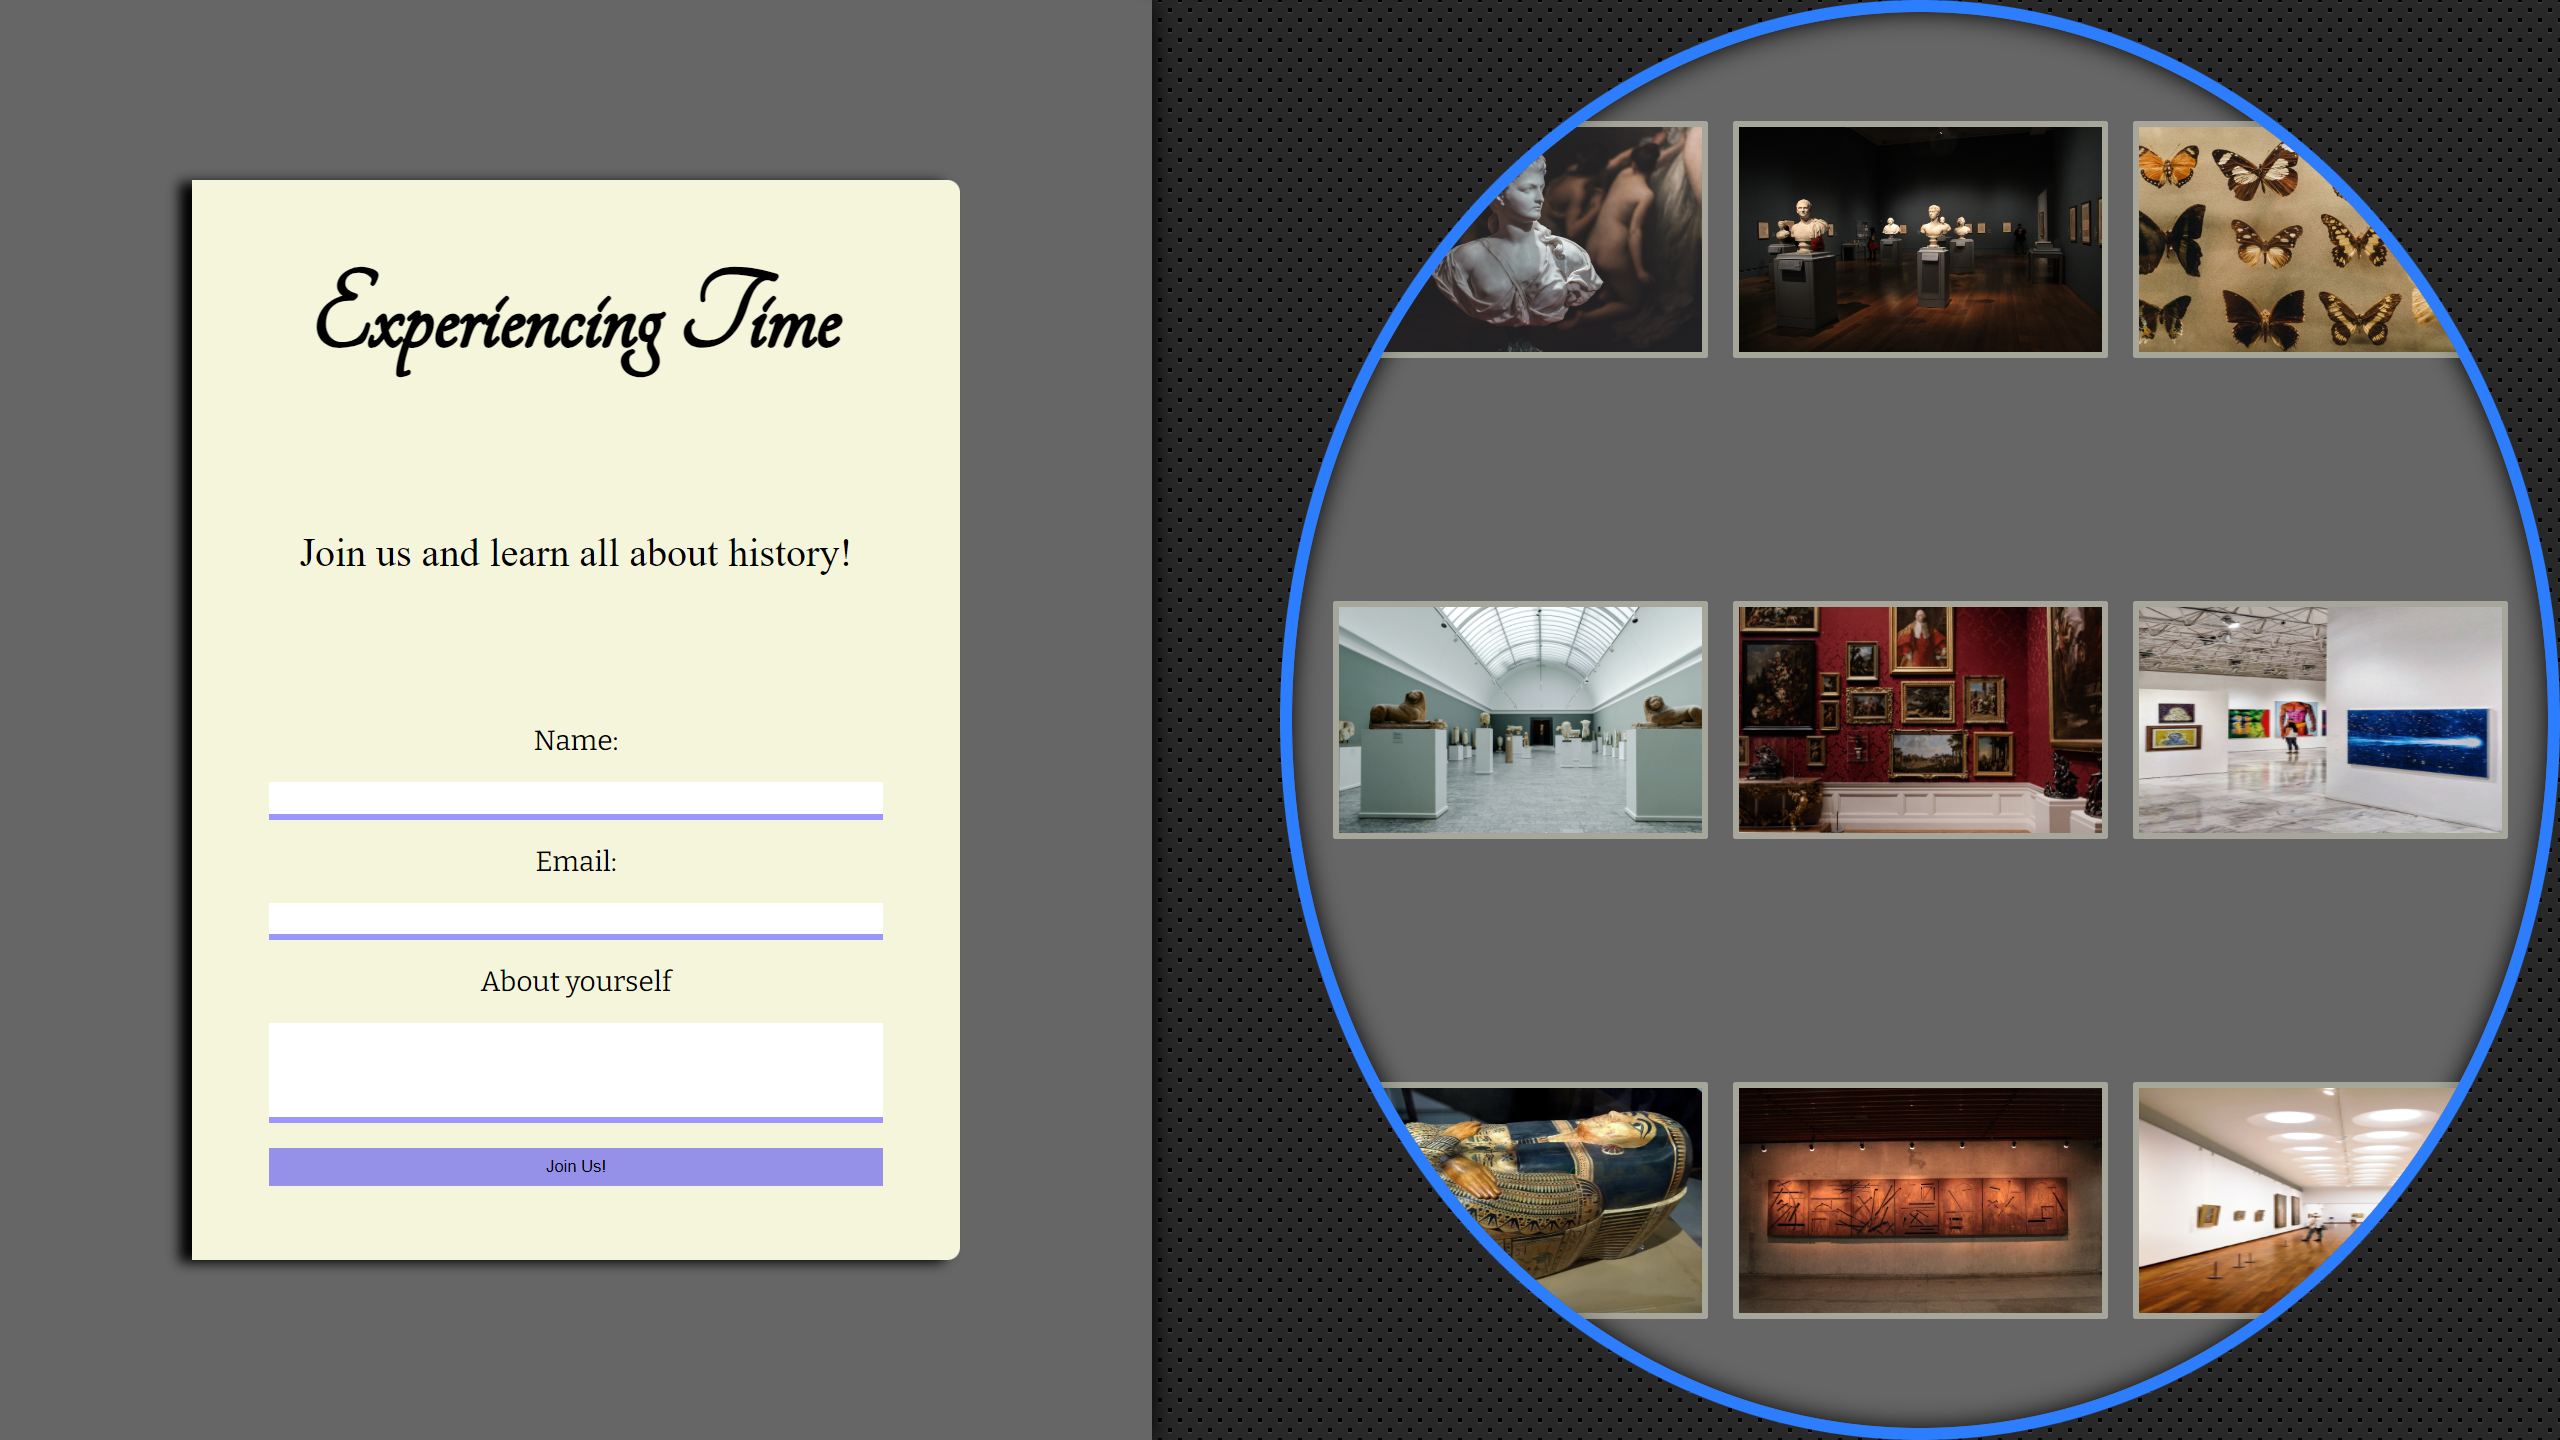 Experiencing Time
Join us and learn all about history!
Name:
Email:
About yourself
Join Us!